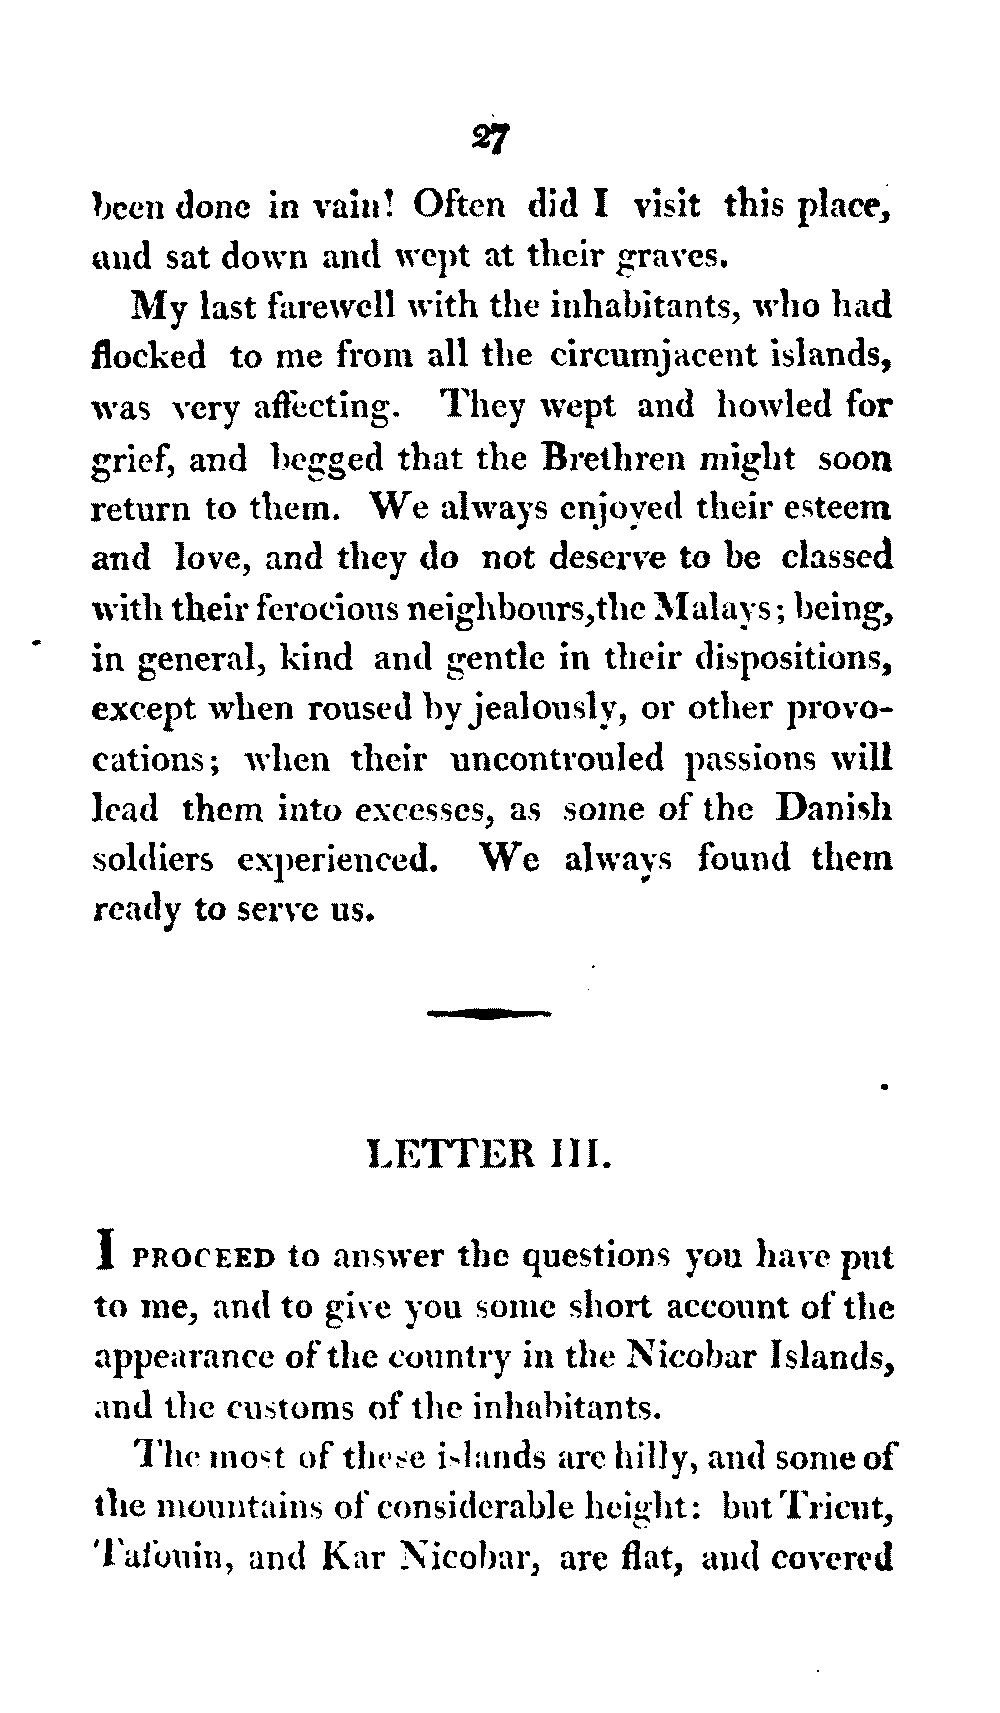 27
been done in vain! Often did I visit this place,
and sat down and wept at their graves.
My last farewell with the inhabitants, who had
flocked to me from all the circumjacent islands,
was very affecting. They wept and howled for
grief, and begged that the Brethren might soon
return to them. We always enjoyed their esteem
and love, and they do not deserve to be classed
with their ferocious neighbours, the Malays; being,
in general, kind and gentle in their dispositions,
except when roused by jealously, or other provo-
cations; when their uncontrouled passions will
lead them into excesses, as some of the Danish
soldiers experienced. We always found them
ready to serve us.
LETTER III.
I PROCEED to answer the questions you have put
to me, and to give you some short account of the
appearance of the country in the Nicobar Islands,
and the customs of the inhabitants.
The most of these islands are hilly, and some of
the mountains of considerable height: but Tricut,
Tafouin, and Kar Nicobar, are flat, and covered